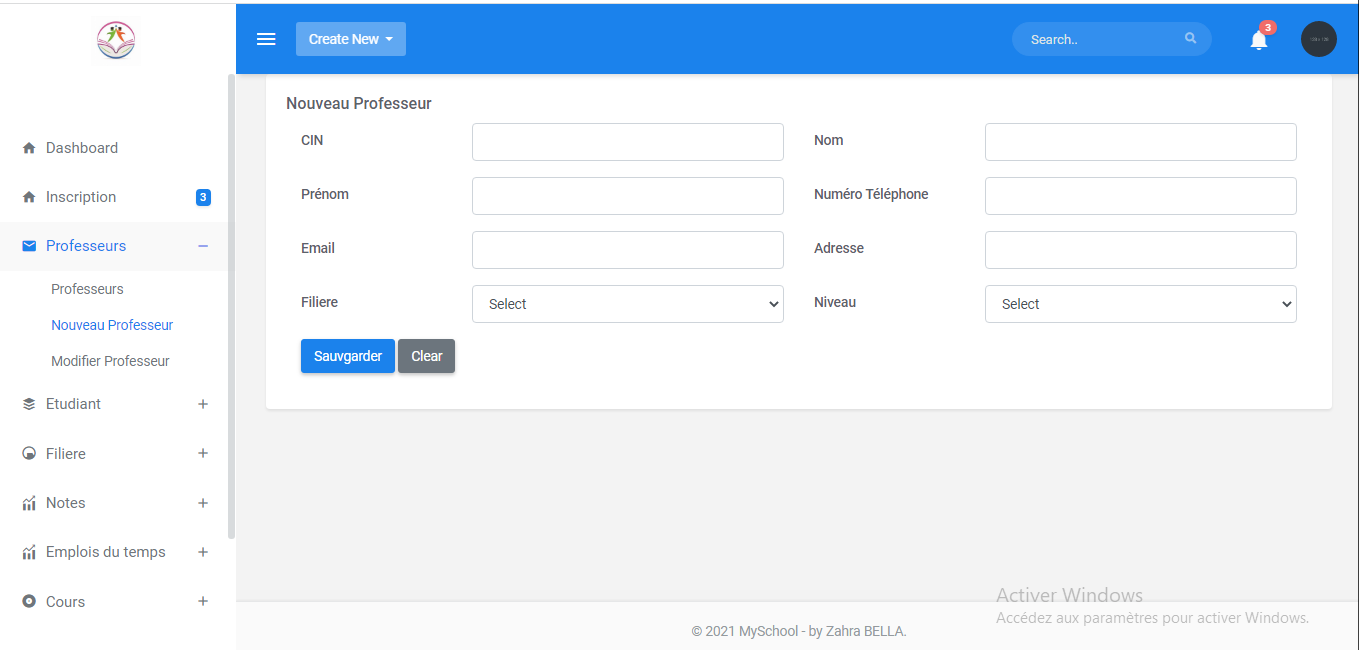 Create New
Search..
3
Nouveau Professeur
CIN
Nom
Prénom
Numéro Téléphone
Email
Adresse
Filiere
Select
Niveau
Select
Sauvgarder
Clear
Dashboard
Inscription
3
Professeurs
Professeurs
Nouveau Professeur
Modifier Professeur
Etudiant
Filiere
Notes
Emplois du temps
Cours
Activer Windows
Accédez aux paramètres pour activer Windows.
© 2021 MySchool - by Zahra BELLA.